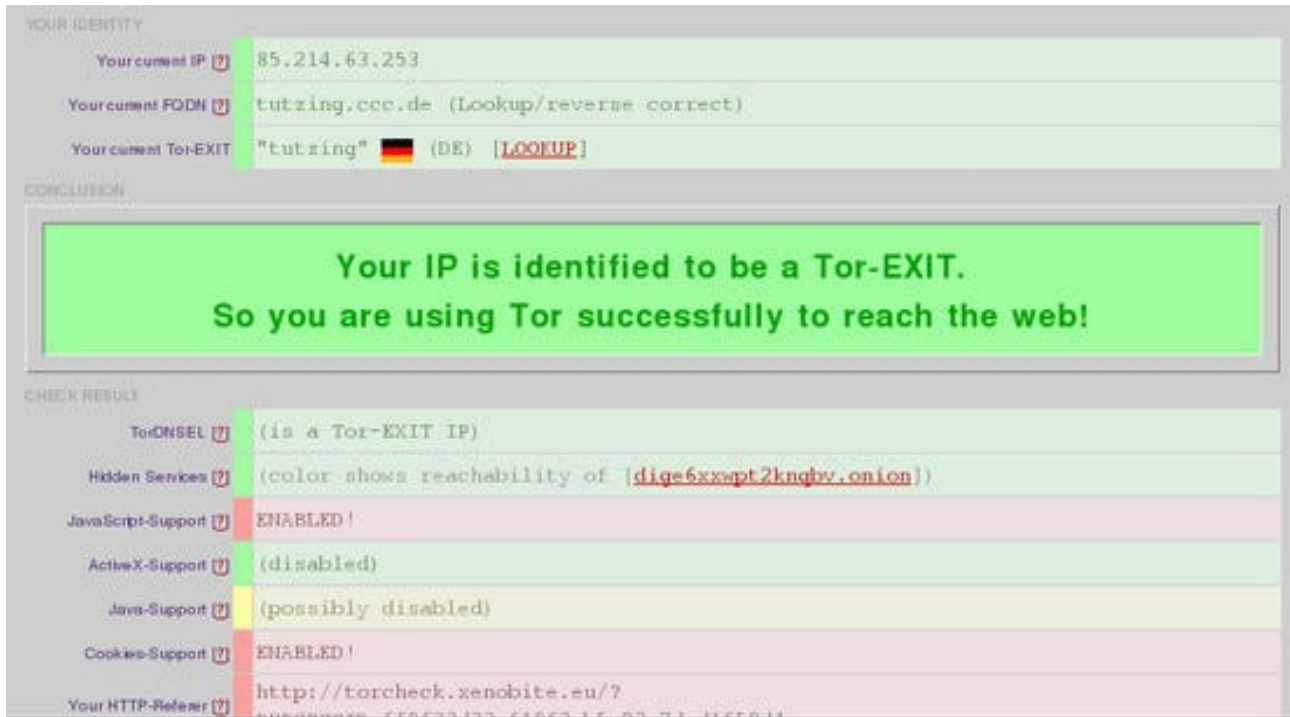 YOUR IDENTITY
Your current IP [?] 85.214.63.253
Your current FQDN [?] tutzing.ccc.de (Lookup/reverse correct)
Your current Tor-EXIT "tutzing" (DE) [LOOKUP]
CONCLUSION
Your IP is identified to be a Tor-EXIT.
So you are using Tor successfully to reach the web!
CHECK RESULT
TorDNSEL [?] (is a Tor-EXIT IP)
Hidden Services [?] (color shows reachability of [dige6xxwpt2knqbv.onion])
JavaScript-Support [?] ENABLED!
ActiveX-Support [?] (disabled)
Java-Support [?] (possibly disabled)
Cookies-Support [?] ENABLED!
Your HTTP-Referer [?] http://torcheck.xenobite.eu/?